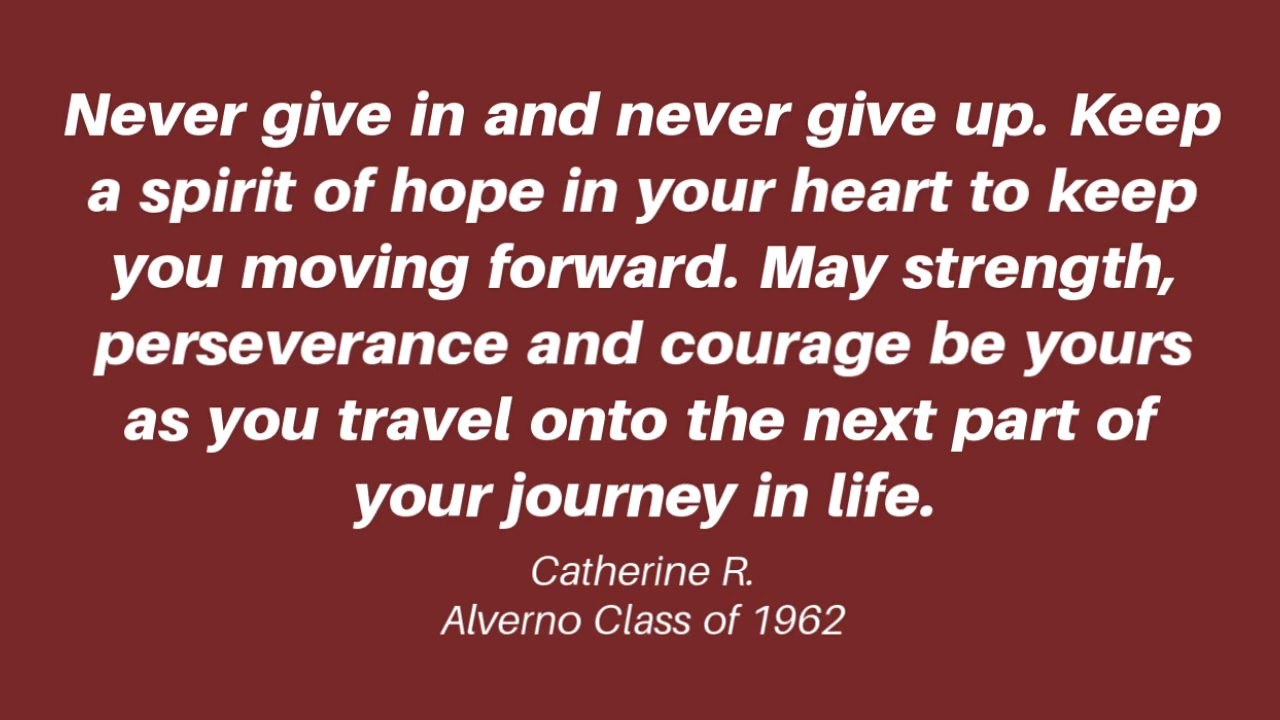 Never give in and never give up. Keep
a spirit of hope in your heart to keep
you moving forward. May strength,
perseverance and courage be yours
as you travel onto the next part of
your journey in life.
Catherine R.
Alverno Class of 1962